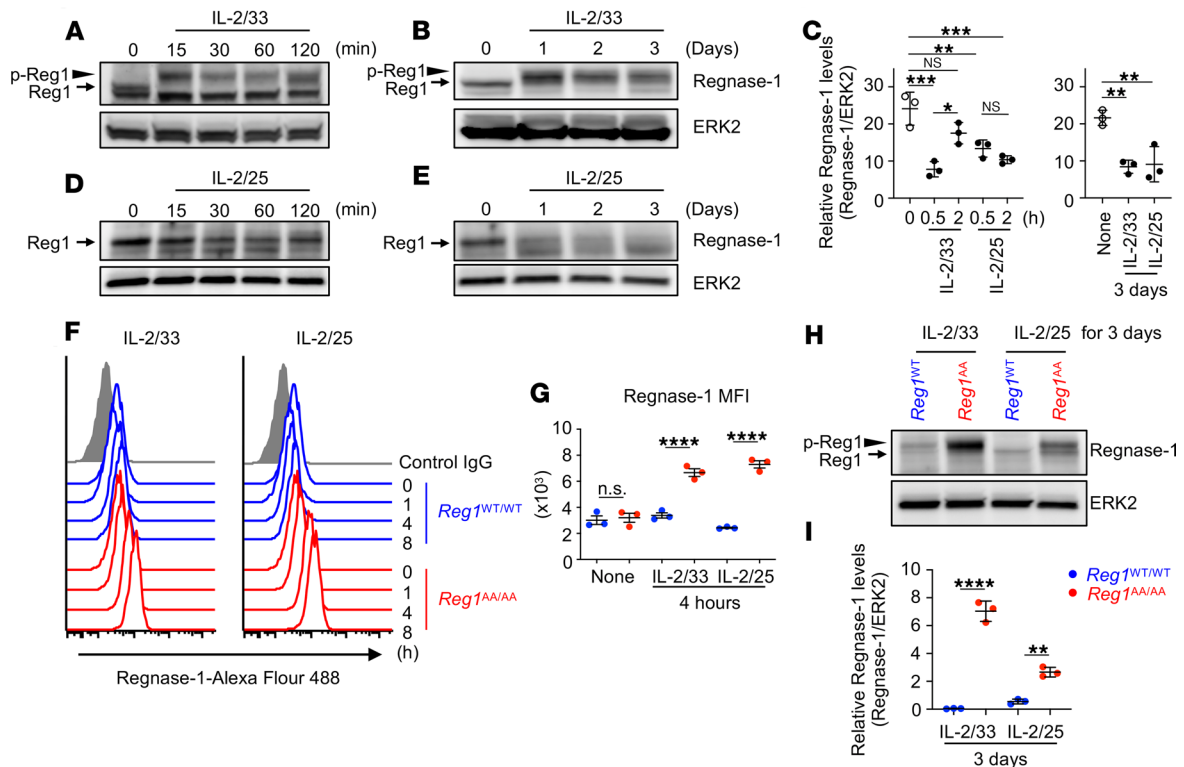 A
IL-2/33
0 15 30 60 120 (min)
p-Reg1
Reg1
B
IL-2/33
0 1 2 3 (Days)
p-Reg1
Reg1
Regnase-1
ERK2
C
Relative Regnase-1 levels
(Regnase-1/ERK2)
***
**
NS
***
*
NS
30
20
10
0
0 0.5 2 0.5 2 (h)
IL-2/33
IL-2/25
**
**
30
20
10
0
None
IL-2/33
IL-2/25
3 days
D
IL-2/25
0 15 30 60 120 (min)
Reg1
E
IL-2/25
0 1 2 3 (Days)
Reg1
Regnase-1
ERK2
F
IL-2/33
IL-2/25
Control IgG
0
1
4
8
Reg1WT/WT
0
1
4
8
Reg1AA/AA
(h)
Regnase-1-Alexa Flour 488
G
Regnase-1 MFI
(x10³)
10
8
6
4
2
0
n.s.
****
****
None
IL-2/33
IL-2/25
4 hours
H
IL-2/33
IL-2/25
for 3 days
Reg1WT
Reg1AA
Reg1WT
Reg1AA
p-Reg1
Reg1
Regnase-1
ERK2
I
Relative Regnase-1 levels
(Regnase-1/ERK2)
10
8
6
4
2
0
****
**
IL-2/33
IL-2/25
3 days
Reg1WT/WT
Reg1AA/AA